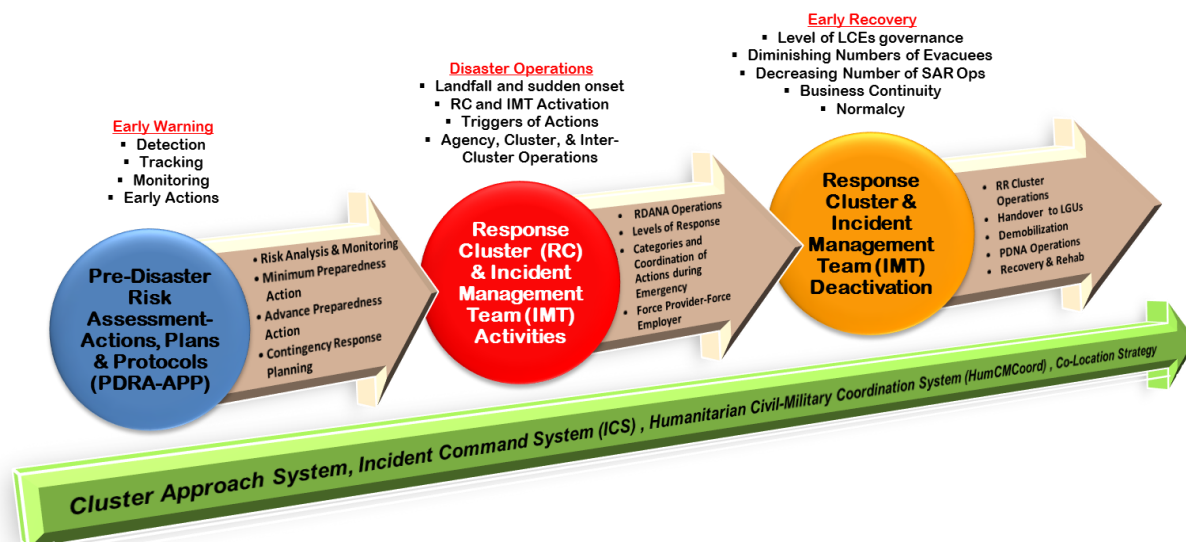 Early Warning
▪ Detection
▪ Tracking
▪ Monitoring
▪ Early Actions
Pre-Disaster
Risk
Assessment-
Actions, Plans
& Protocols
(PDRA-APP)
• Risk Analysis & Monitoring
• Minimum Preparedness
Action
• Advance Preparedness
Action
• Contingency Response
Planning
Disaster Operations
▪ Landfall and sudden onset
▪ RC and IMT Activation
▪ Triggers of Actions
▪ Agency, Cluster, & Inter-
Cluster Operations
Response
Cluster (RC)
& Incident
Management
Team (IMT)
Activities
• RDANA Operations
• Levels of Response
• Categories and
Coordination of
Actions during
Emergency
• Force Provider-Force
Employer
Early Recovery
▪ Level of LCEs governance
▪ Diminishing Numbers of Evacuees
▪ Decreasing Number of SAR Ops
▪ Business Continuity
▪ Normalcy
Response
Cluster &
Incident
Management
Team (IMT)
Deactivation
• RR Cluster
Operations
• Handover to LGUs
• Demobilization
• PDNA Operations
• Recovery & Rehab
Cluster Approach System, Incident Command System (ICS) , Humanitarian Civil-Military Coordination System (HumCMCoord) , Co-Location Strategy